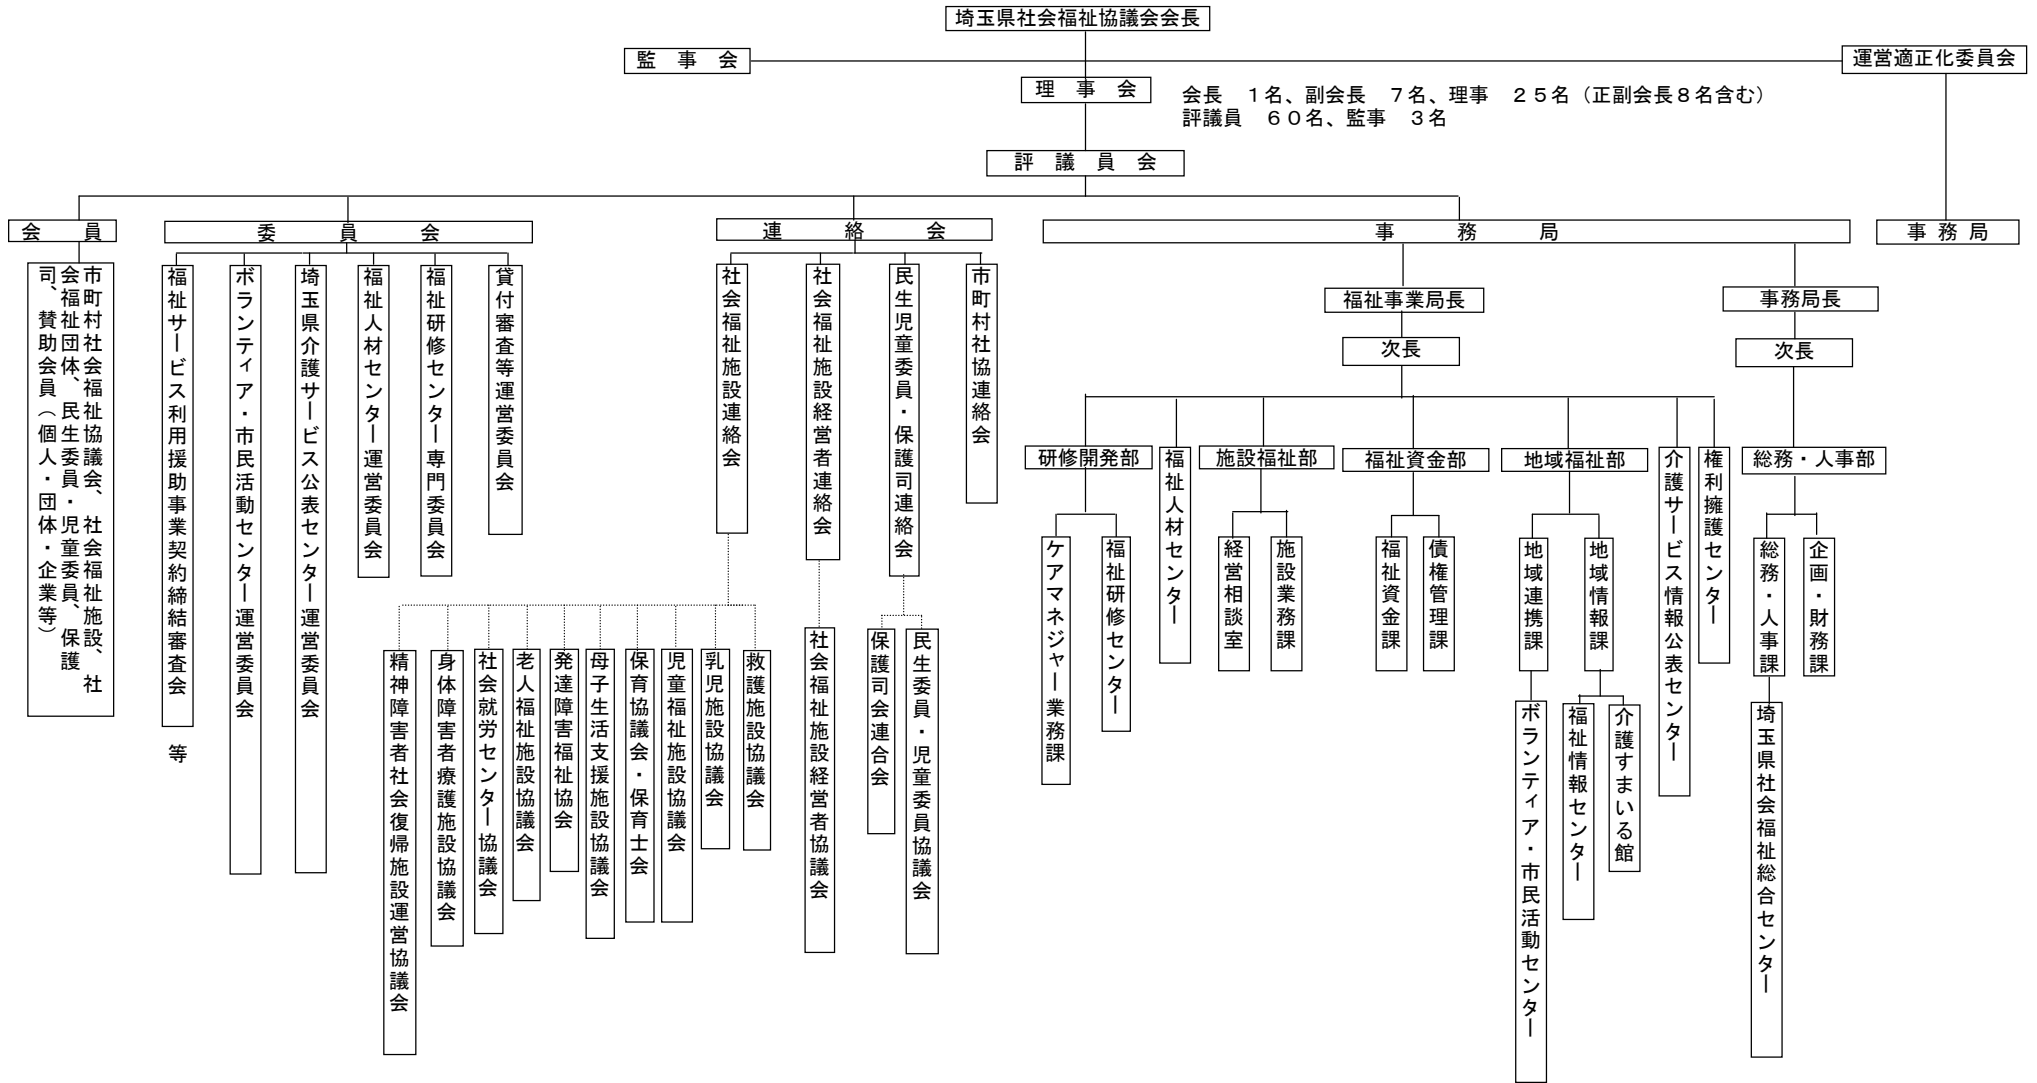 埼玉県社会福祉協議会会長
監　事　会
運営適正化委員会
理　事　会
会長　１名、副会長　７名、理事　２５名（正副会長８名含む）
評議員　６０名、監事　３名
評　議　員　会
会　　員
委　　員　　会
連　　絡　　会
事　　務　　局
事 務 局
市町村社会福祉協議会、社会福祉施設、社
会福祉団体、民生委員・児童委員、保護
司、賛助会員（個人・団体・企業等）
福祉サービス利用援助事業契約締結審査会
等
ボランティア・市民活動センター運営委員会
埼玉県介護サービス公表センター運営委員会
福祉人材センター運営委員会
福祉研修センター専門委員会
貸付審査等運営委員会
社会福祉施設連絡会
社会福祉施設経営者連絡会
民生児童委員・保護司連絡会
市町村社協連絡会
精神障害者社会復帰施設運営協議会
身体障害者療護施設協議会
社会就労センター協議会
老人福祉施設協議会
発達障害福祉協会
母子生活支援施設協議会
保育協議会・保育士会
児童福祉施設協議会
乳児施設協議会
救護施設協議会
社会福祉施設経営者協議会
保護司会連合会
民生委員・児童委員協議会
福祉事業局長
事務局長
次長
次長
研修開発部
福祉人材センター
施設福祉部
福祉資金部
地域福祉部
介護サービス情報公表センター
権利擁護センター
総務・人事部
ケアマネジャー業務課
福祉研修センター
経営相談室
施設業務課
福祉資金課
債権管理課
地域連携課
地域情報課
総務・人事課
企画・財務課
ボランティア・市民活動センター
福祉情報センター
介護すまいる館
埼玉県社会福祉総合センター